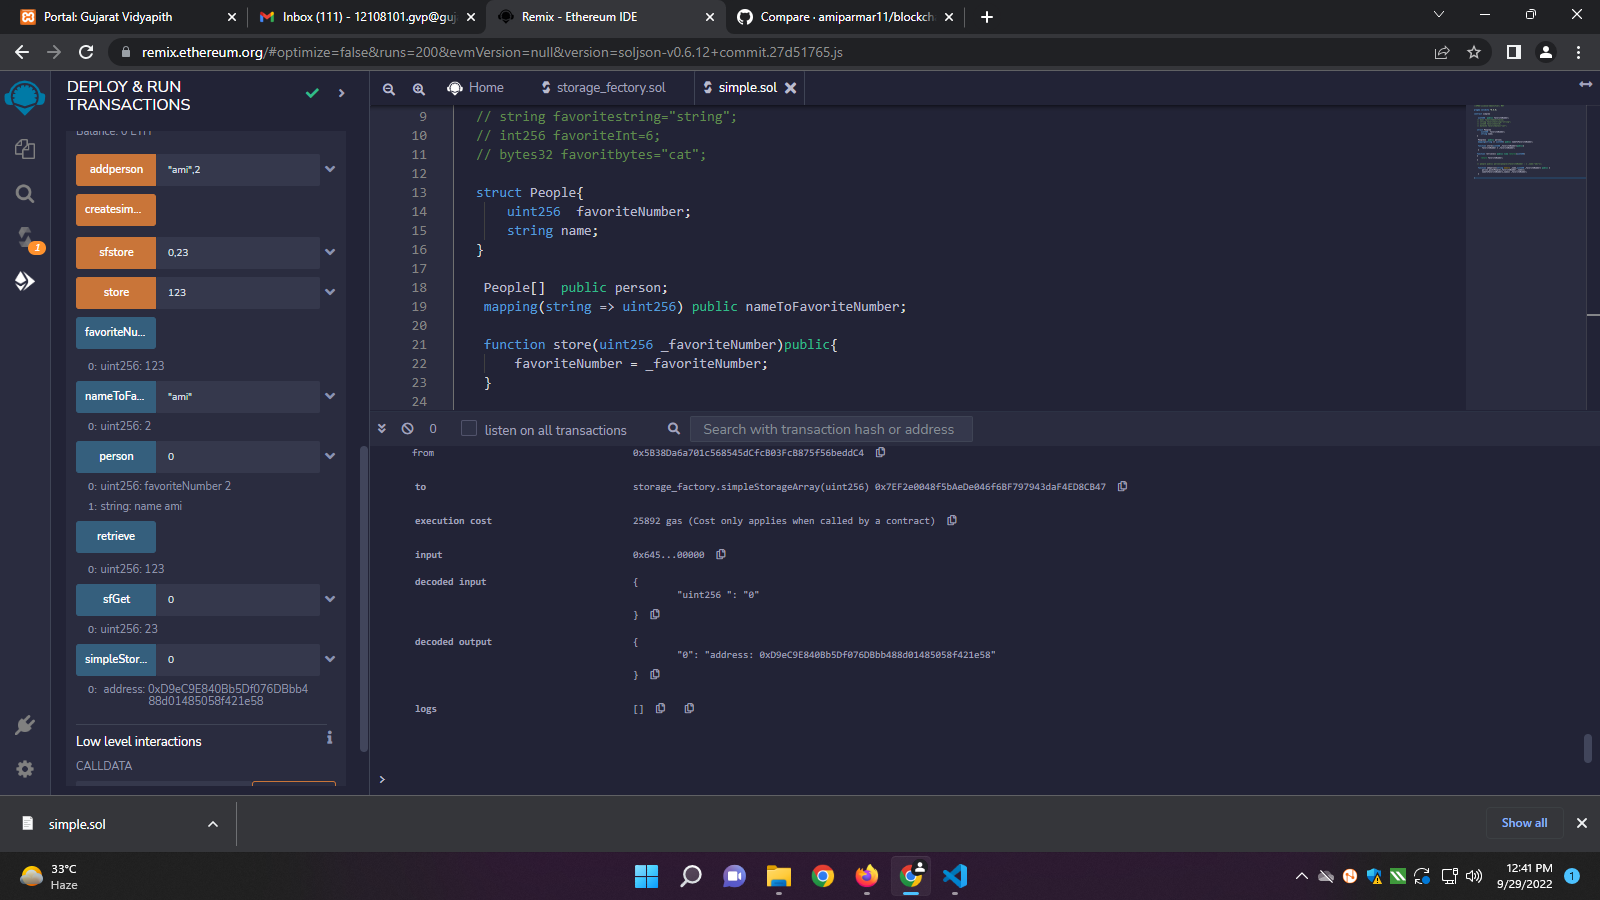 Portal: Gujarat Vidyapith
Inbox (111) - 12108101.gvp@guj
Remix - Ethereum IDE
Compare · amiparmar11/blockch
remix.ethereum.org/#optimize=false&runs=200&evmVersion=null&version=soljson-v0.6.12+commit.27d51765.js
DEPLOY & RUN
TRANSACTIONS
Balance: 0 ETH
addperson "ami",2
createsim...
sfstore 0,23
store 123
favoriteNu...
0: uint256: 123
nameToFa... "ami"
0: uint256: 2
person 0
0: uint256: favoriteNumber 2
1: string: name ami
retrieve
0: uint256: 123
sfGet 0
0: uint256: 23
simpleStor... 0
0: address: 0xD9eC9E840Bb5Df076DBbb4
88d01485058f421e58
Low level interactions
CALLDATA
1
Home
storage_fectory.sol
simple.sol
9 // string favoritestring="string";
10 // int256 favoriteInt=6;
11 // bytes32 favoritbytes="cat";
12
13 struct People{
14 uint256 favoriteNumber;
15 string name;
16 }
17
18 People[] public person;
19 mapping(string => uint256) public nameToFavoriteNumber;
20
21 function store(uint256 _favoriteNumber)public{
22 favoriteNumber = _favoriteNumber;
23 }
24
0 listen on all transactions Search with transaction hash or address
from 0x5B38Da6a701c568545dCfcB03FcB875f56beddC4
to storage_factory.simpleStorageArray(uint256) 0x7EF2e0048f5bAeDe046f6BF797943daF4ED8CB47
execution cost 25892 gas (Cost only applies when called by a contract)
input 0x645...00000
decoded input {
"uint256 ": "0"
}
decoded output {
"0": "address: 0xD9eC9E840Bb5Df076DBbb488d01485058f421e58"
}
logs []
>
simple.sol
Show all
33°C
Haze
12:41 PM
9/29/2022
1